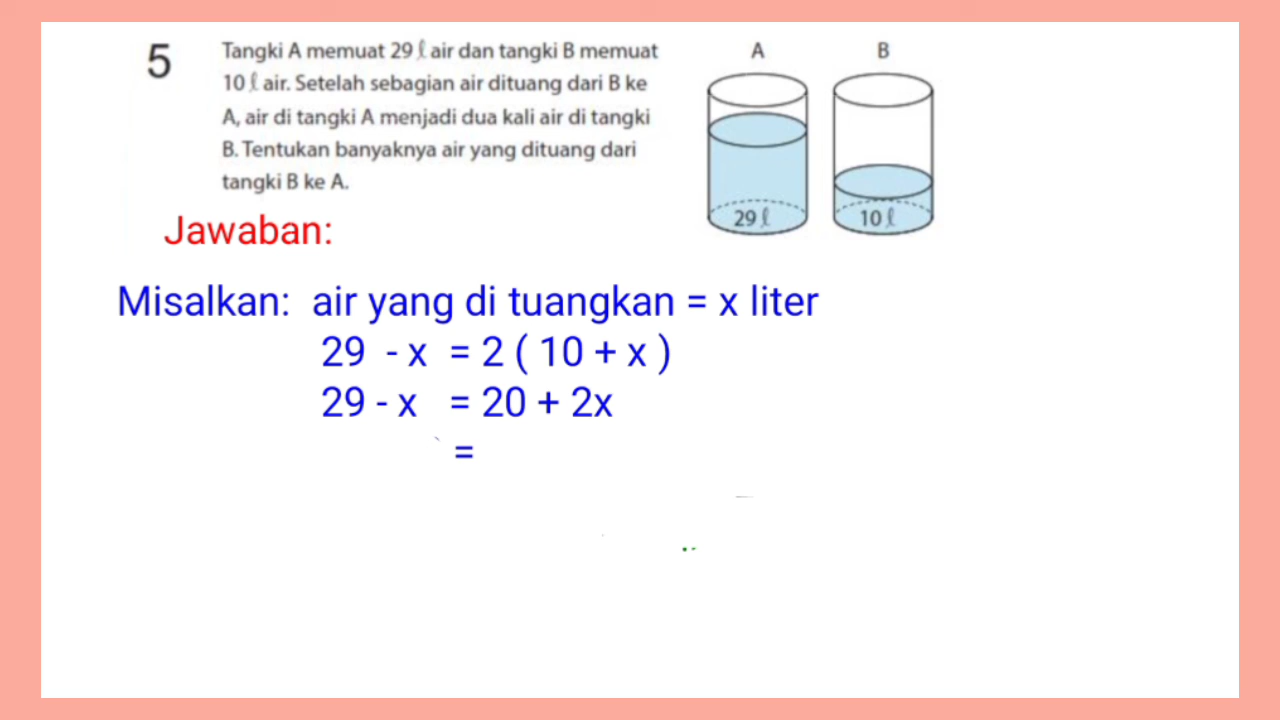 5
Tangki A memuat 29 ℓ air dan tangki B memuat
10 ℓ air. Setelah sebagian air dituang dari B ke
A, air di tangki A menjadi dua kali air di tangki
B. Tentukan banyaknya air yang dituang dari
tangki B ke A.
A B
29 ℓ 10 ℓ
Jawaban:
Misalkan: air yang di tuangkan = x liter
29 - x = 2 ( 10 + x )
29 - x = 20 + 2x
=